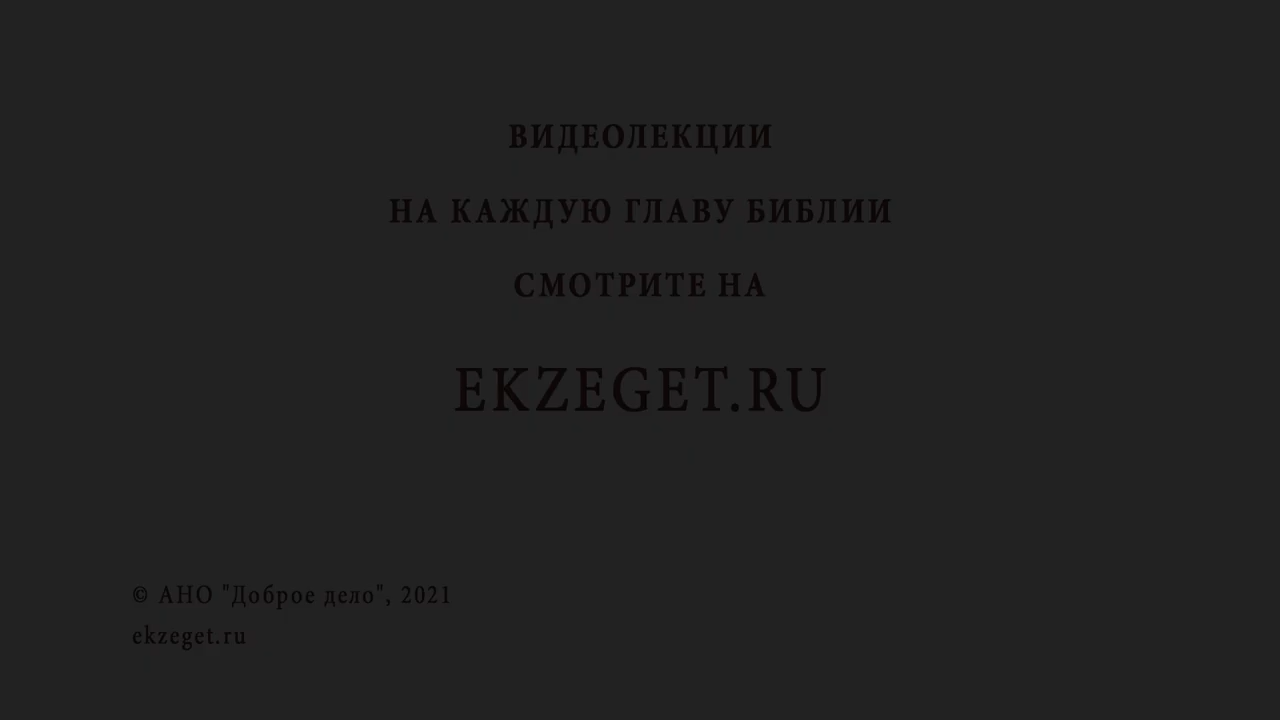 ВИДЕОЛЕКЦИИ
НА КАЖДУЮ ГЛАВУ БИБЛИИ
СМОТРИТЕ НА
EKZEGET.RU
© АНО "Доброе дело", 2021
ekzeget.ru